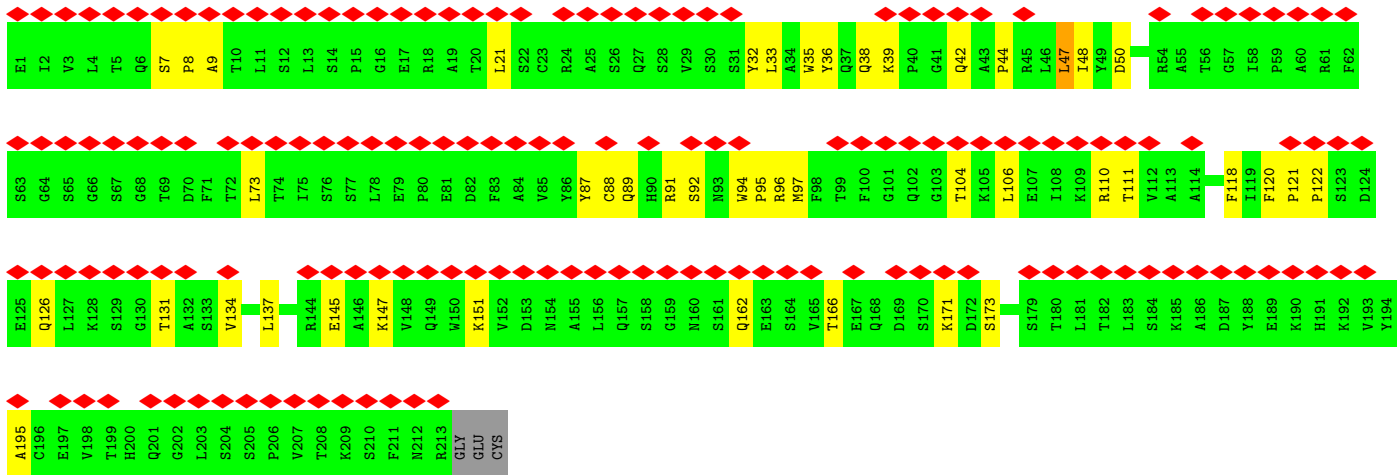 E1 I2 V3 L4 T5 Q6 S7 P8 A9 T10 L11 S12 L13 S14 P15 G16 E17 R18 A19 T20 L21 S22 C23 R24 A25 S26 Q27 S28 V29 S30 S31 Y32 L33 A34 W35 Y36 Q37 Q38 K39 P40 G41 Q42 A43 P44 R45 L46 L47 I48 Y49 D50 R54 A55 T56 G57 I58 P59 A60 R61 F62
S63 G64 S65 G66 S67 G68 T69 D70 F71 T72 L73 T74 I75 S76 S77 L78 E79 P80 E81 D82 F83 A84 V85 Y86 Y87 C88 Q89 H90 R91 S92 N93 W94 P95 R96 M97 F98 T99 F100 G101 Q102 G103 T104 K105 L106 E107 I108 K109 R110 T111 V112 A113 A114 F118 I119 F120 P121 P122 S123 D124
E125 Q126 L127 K128 S129 G130 T131 A132 S133 V134 L137 R144 E145 A146 K147 V148 Q149 W150 K151 V152 D153 N154 A155 L156 Q157 S158 G159 N160 S161 Q162 E163 S164 V165 T166 E167 Q168 D169 S170 K171 D172 S173 S179 T180 L181 T182 L183 S184 K185 A186 D187 Y188 E189 K190 H191 K192 V193 Y194
A195 C196 E197 V198 T199 H200 Q201 G202 L203 S204 S205 P206 V207 T208 K209 S210 F211 N212 R213 GLY GLU CYS